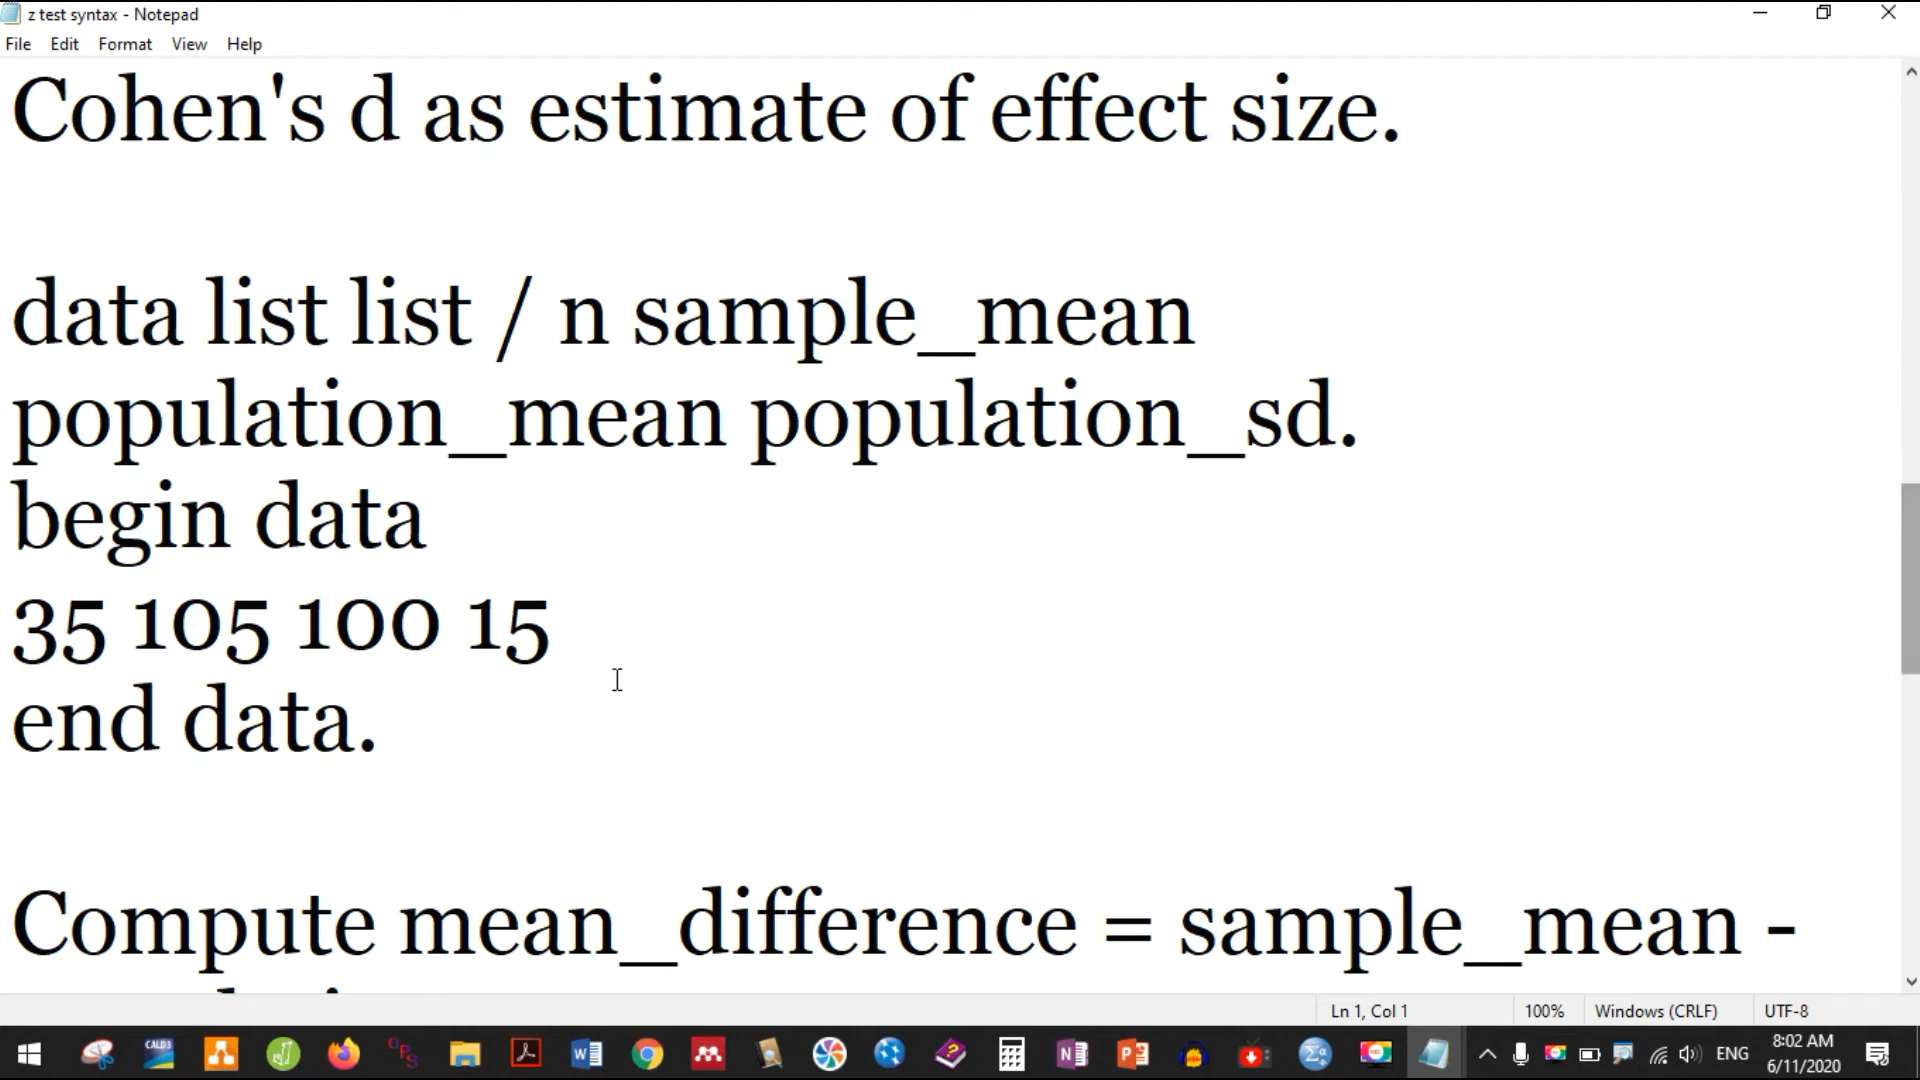 z test syntax - Notepad
File Edit Format View Help
Cohen's d as estimate of effect size.
data list list / n sample_mean
population_mean population_sd.
begin data
35 105 100 15
end data.
Compute mean_difference = sample_mean -
Ln 1, Col 1 100% Windows (CRLF) UTF-8
CALD3
ENG
8:02 AM
6/11/2020